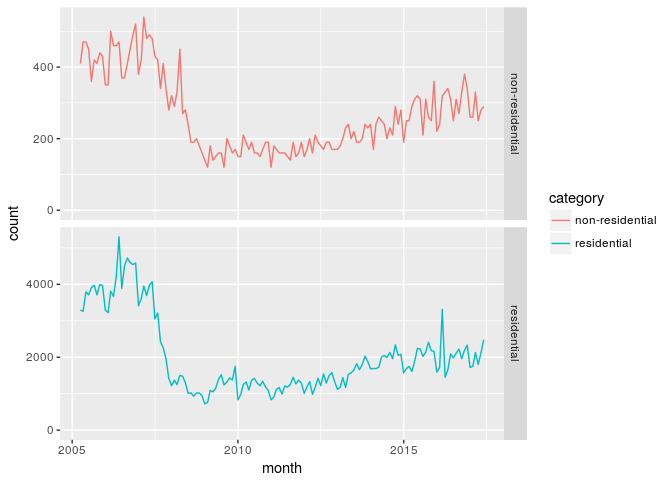 count
400
200
0
non-residential
4000
2000
0
residential
2005
2010
2015
month
category
non-residential
residential